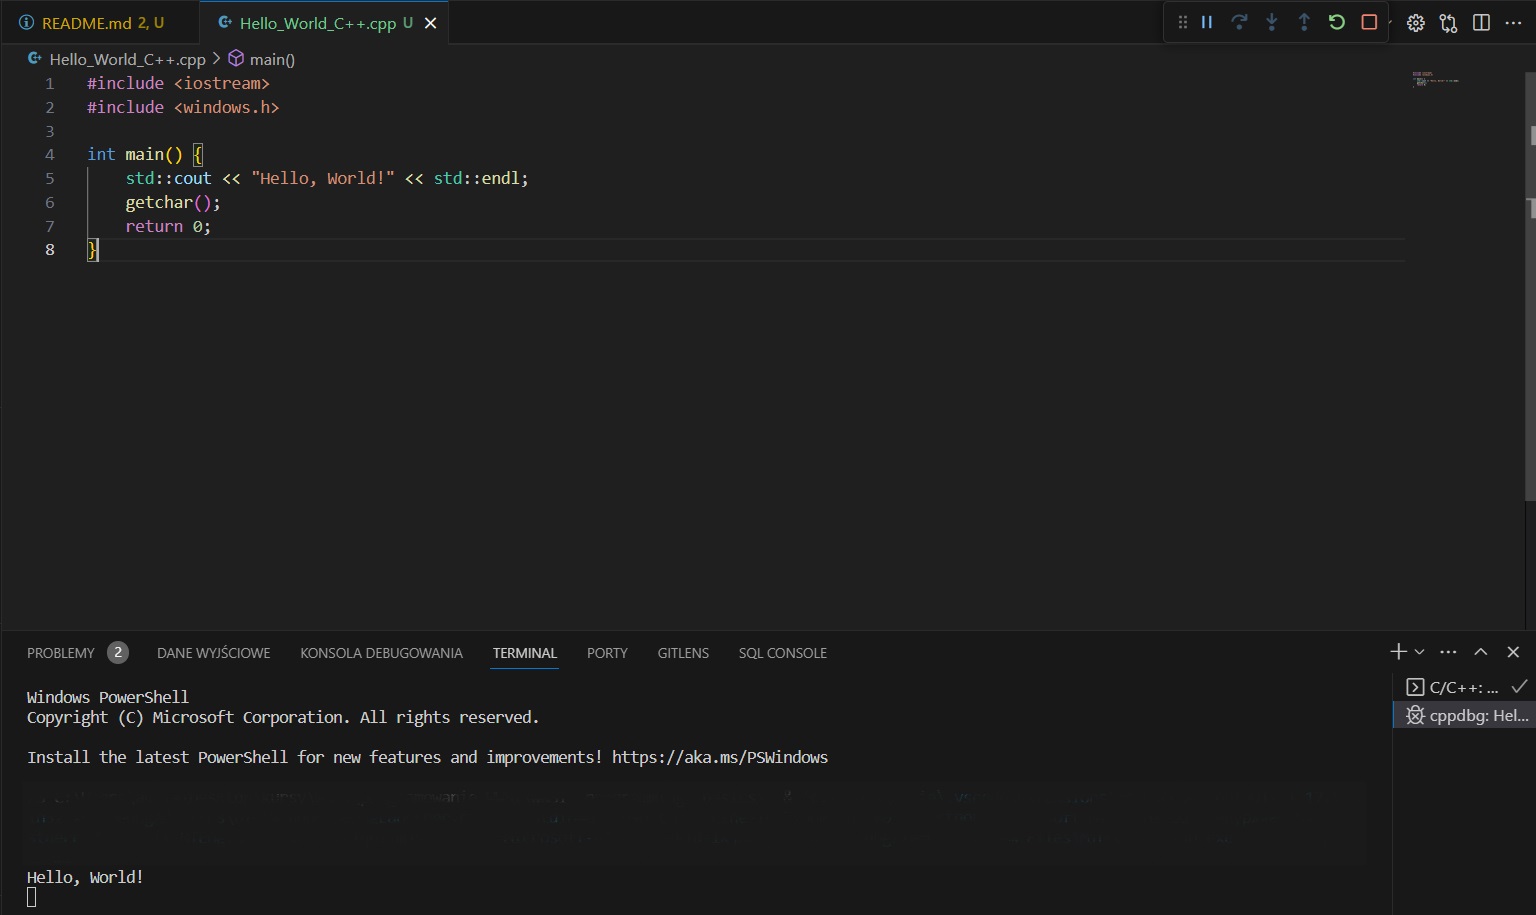 README.md 2, U
Hello_World_C++.cpp U
Hello_World_C++.cpp > main()
1 #include <iostream>
2 #include <windows.h>
3
4 int main() {
5 std::cout << "Hello, World!" << std::endl;
6 getchar();
7 return 0;
8 }
PROBLEMY 2 DANE WYJŚCIOWE KONSOLA DEBUGOWANIA TERMINAL PORTY GITLENS SQL CONSOLE
Windows PowerShell
Copyright (C) Microsoft Corporation. All rights reserved.
Install the latest PowerShell for new features and improvements! https://aka.ms/PSWindows
Hello, World!
C/C++: ...
cppdbg: Hel...